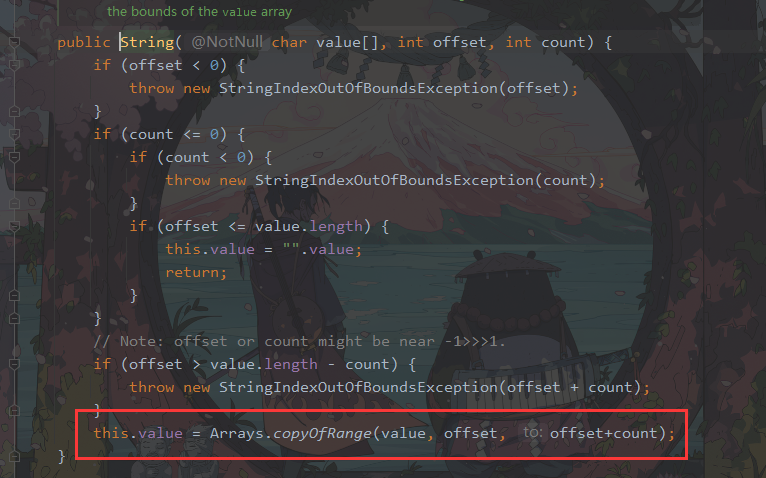 the bounds of the value array
public String( @NotNull char value[], int offset, int count) {
if (offset < 0) {
throw new StringIndexOutOfBoundsException(offset);
}
if (count <= 0) {
if (count < 0) {
throw new StringIndexOutOfBoundsException(count);
}
if (offset <= value.length) {
this.value = "".value;
return;
}
}
// Note: offset or count might be near -1>>>1.
if (offset > value.length - count) {
throw new StringIndexOutOfBoundsException(offset + count);
}
this.value = Arrays.copyOfRange(value, offset, to: offset+count);
}